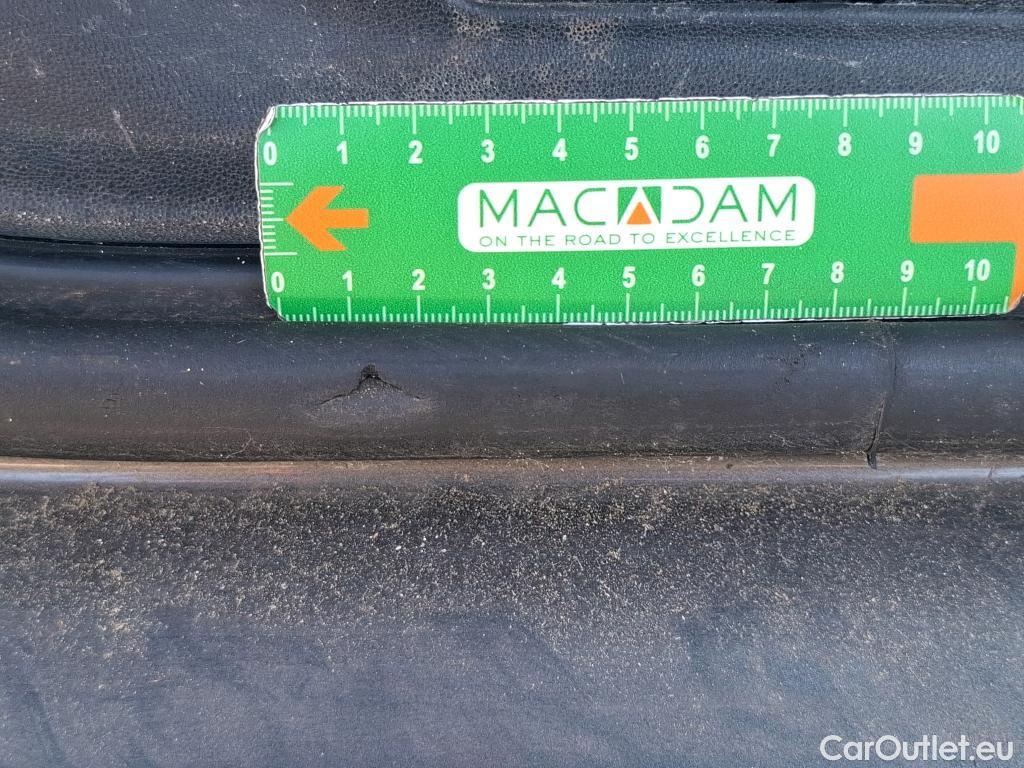 0 1 2 3 4 5 6 7 8 9 10
MACADAM
ON THE ROAD TO EXCELLENCE
0 1 2 3 4 5 6 7 8 9 10
CarOutlet.eu